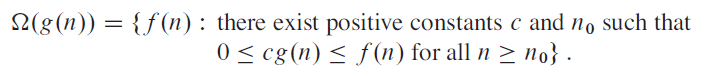 Ω(g(n)) = {f(n) : there exist positive constants c and n₀ such that
0 ≤ cg(n) ≤ f(n) for all n ≥ n₀} .